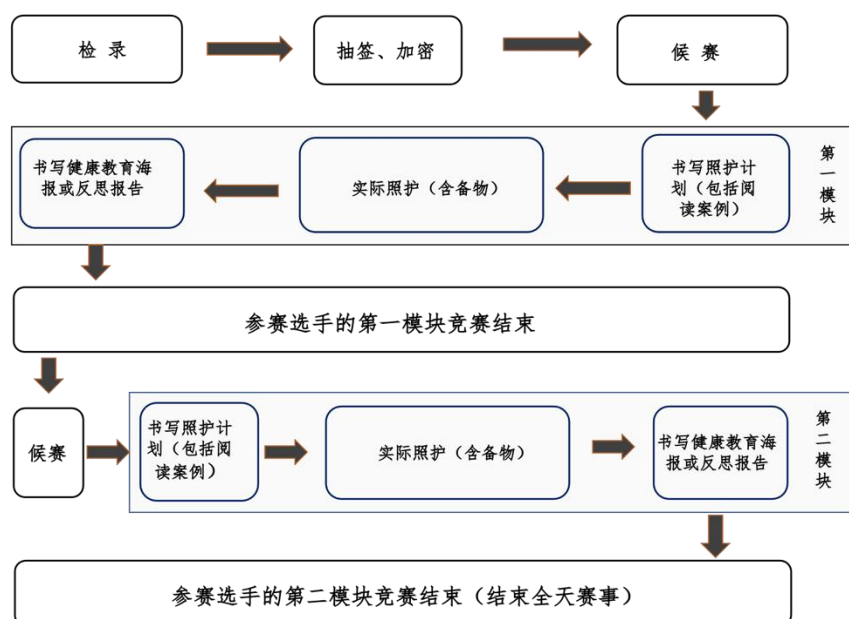 检 录
抽签、加密
候 赛
书写健康教育海
报或反思报告
实际照护（含备物）
书写照护计
划（包括阅
读案例）
第
一
模
块
参赛选手的第一模块竞赛结束
候赛
书写照护计
划（包括阅
读案例）
实际照护（含备物）
书写健康教育海
报或反思报告
第
二
模
块
参赛选手的第二模块竞赛结束（结束全天赛事）